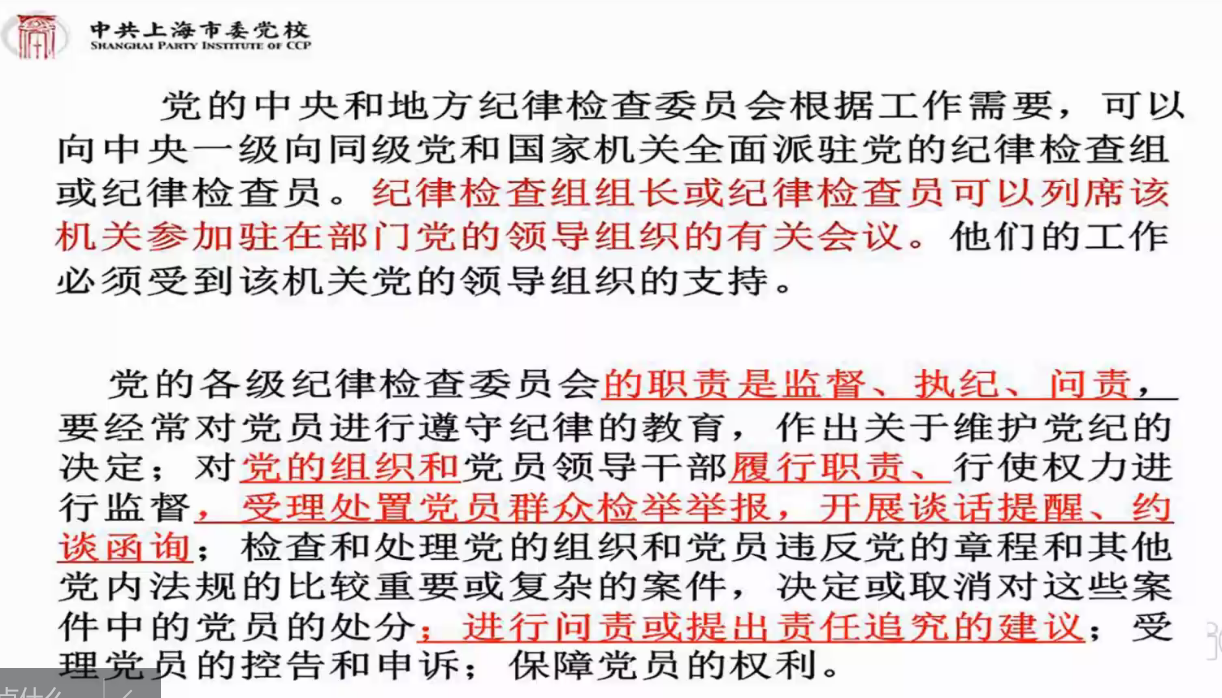 中共上海市委党校
SHANGHAI PARTY INSTITUTE OF CCP
党的中央和地方纪律检查委员会根据工作需要，可以
向中央一级向同级党和国家机关全面派驻党的纪律检查组
或纪律检查员。纪律检查组组长或纪律检查员可以列席该
机关参加驻在部门党的领导组织的有关会议。他们的工作
必须受到该机关党的领导组织的支持。
党的各级纪律检查委员会的职责是监督、执纪、问责，
要经常对党员进行遵守纪律的教育，作出关于维护党纪的
决定；对党的组织和党员领导干部履行职责、行使权力进
行监督，受理处置党员群众检举举报，开展谈话提醒、约
谈函询；检查和处理党的组织和党员违反党的章程和其他
党内法规的比较重要或复杂的案件，决定或取消对这些案
件中的党员的处分；进行问责或提出责任追究的建议；受
理党员的控告和申诉；保障党员的权利。